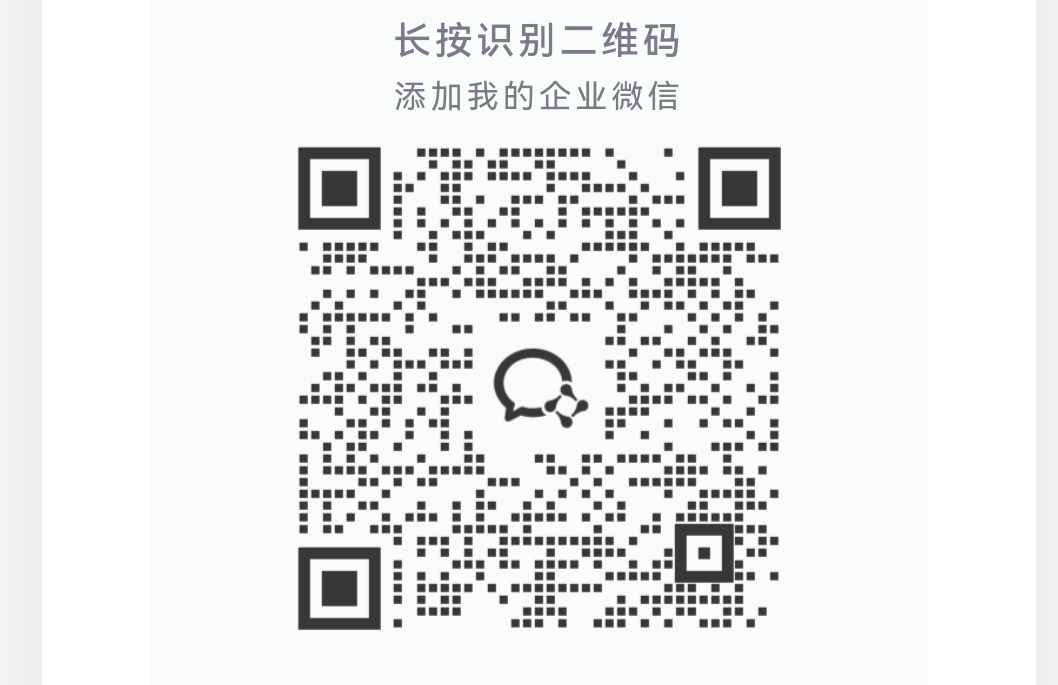 长按识别二维码
添加我的企业微信